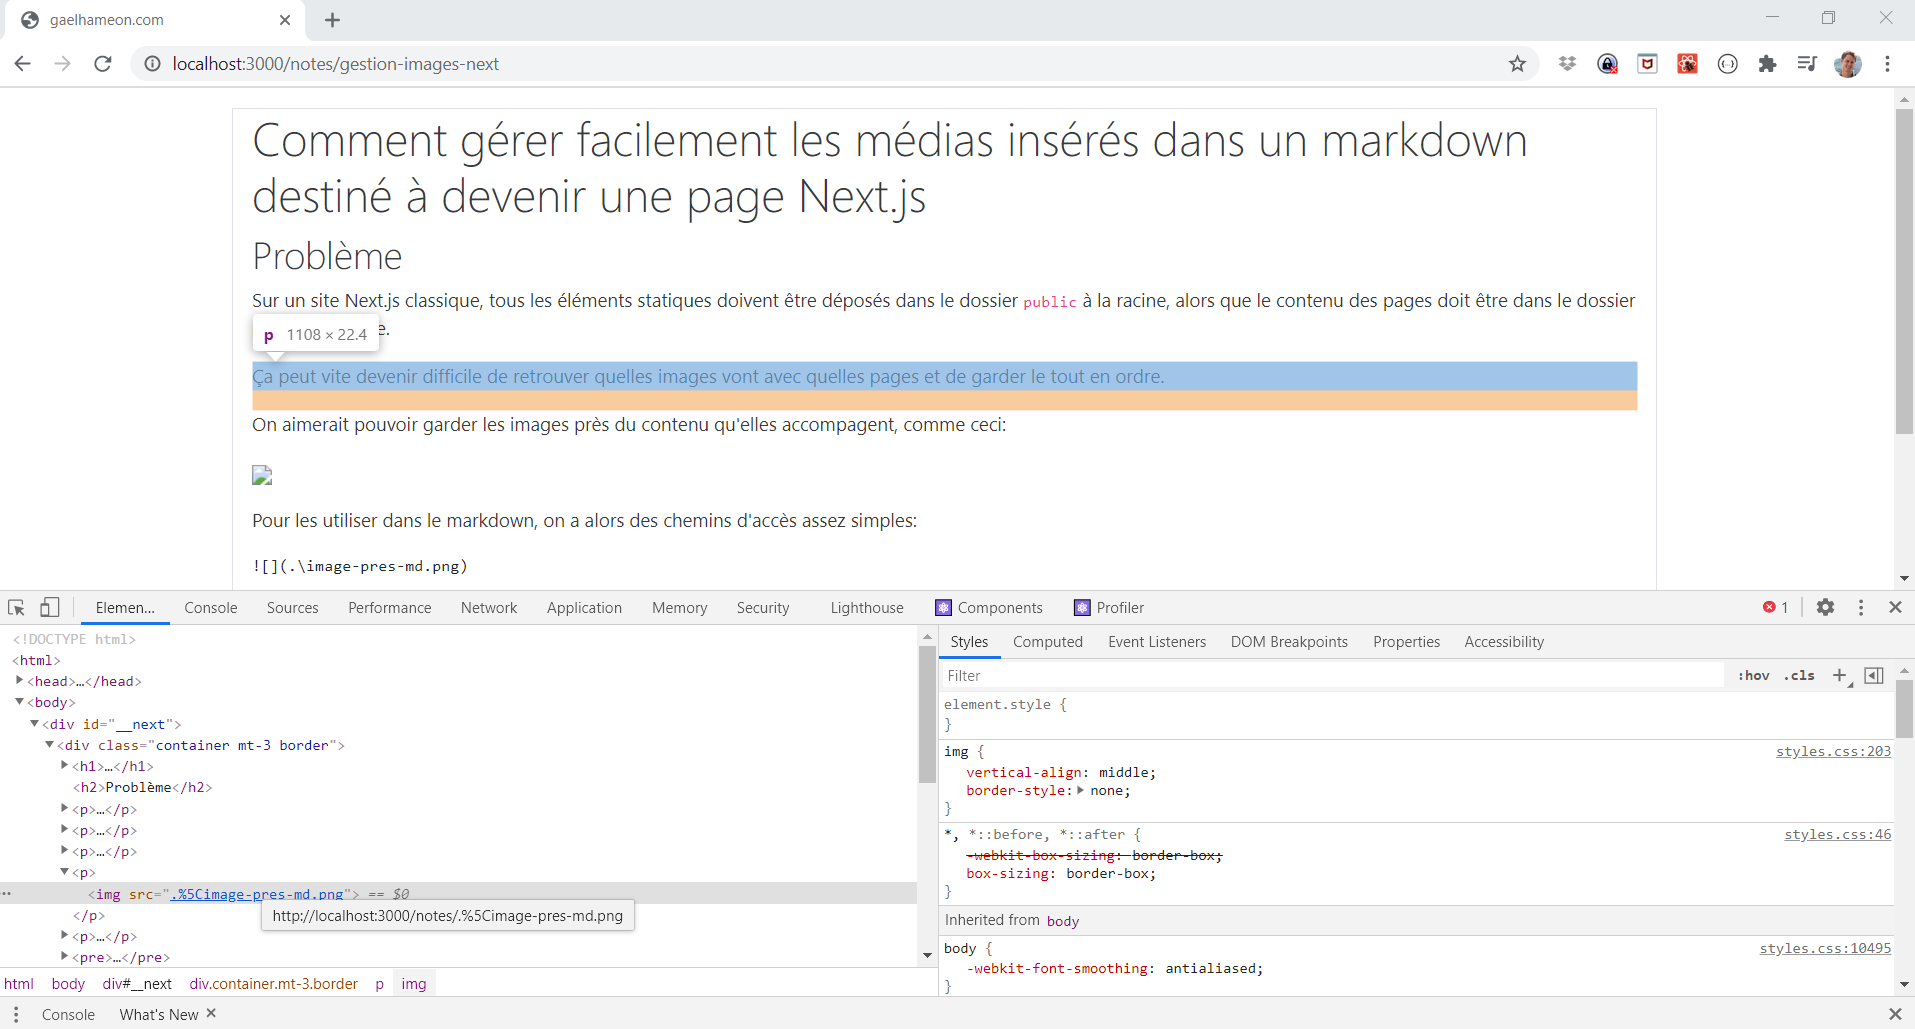 gaelhameon.com
localhost:3000/notes/gestion-images-next
Comment gérer facilement les médias insérés dans un markdown
destiné à devenir une page Next.js
Problème
Sur un site Next.js classique, tous les éléments statiques doivent être déposés dans le dossier public à la racine, alors que le contenu des pages doit être dans le dossier
e.
p 1108 × 22.4
Ça peut vite devenir difficile de retrouver quelles images vont avec quelles pages et de garder le tout en ordre.
On aimerait pouvoir garder les images près du contenu qu'elles accompagent, comme ceci:
Pour les utiliser dans le markdown, on a alors des chemins d'accès assez simples:
![](.\image-pres-md.png)
Elemen... Console Sources Performance Network Application Memory Security Lighthouse Components Profiler 1
<!DOCTYPE html>
<html>
<head>…</head>
<body>
<div id="__next">
<div class="container mt-3 border">
<h1>…</h1>
<h2>Problème</h2>
<p>…</p>
<p>…</p>
<p>…</p>
<p>
<img src=".%5Cimage-pres-md.png"> == $0
</p>
http://localhost:3000/notes/.%5Cimage-pres-md.png
<p>…</p>
<pre>…</pre>
html body div#__next div.container.mt-3.border p img
Styles Computed Event Listeners DOM Breakpoints Properties Accessibility
Filter :hov .cls
element.style {
}
img { styles.css:203
vertical-align: middle;
border-style: none;
}
*, *::before, *::after { styles.css:46
-webkit-box-sizing: border-box;
box-sizing: border-box;
}
Inherited from body
body { styles.css:10495
-webkit-font-smoothing: antialiased;
}
Console What's New